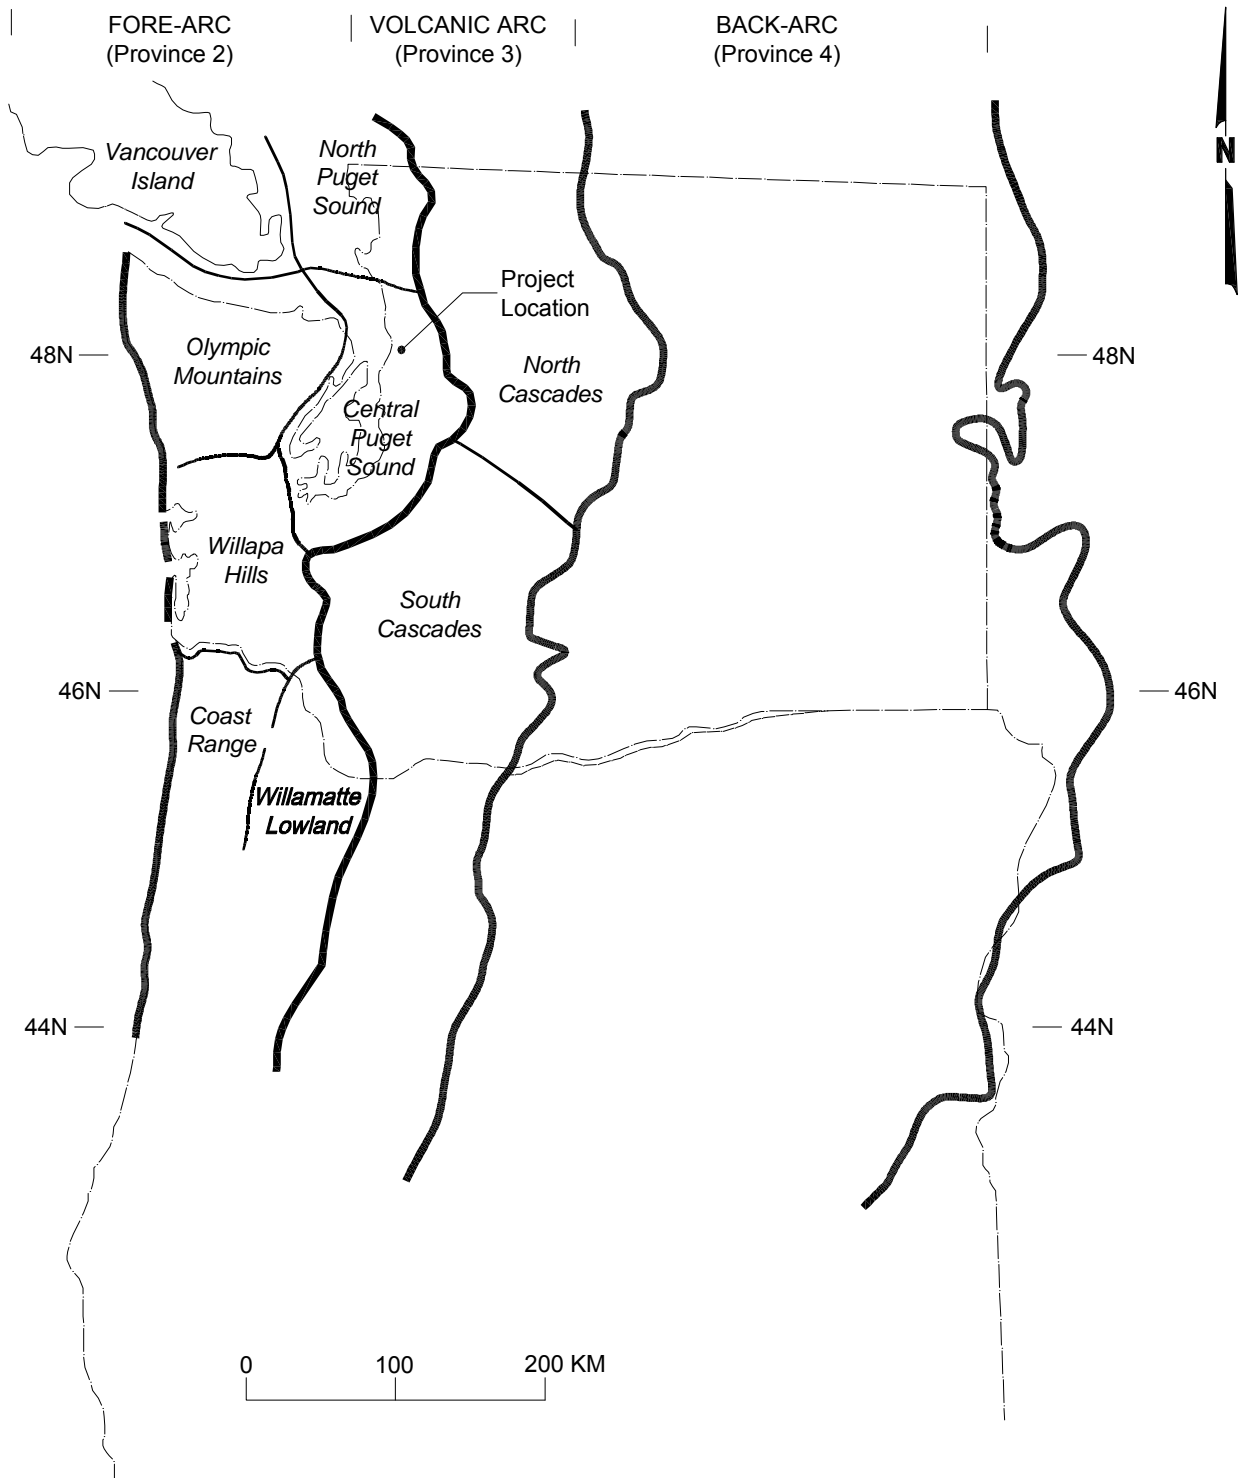 FORE-ARC
(Province 2)
VOLCANIC ARC
(Province 3)
BACK-ARC
(Province 4)
N
Vancouver
Island
North
Puget
Sound
Project
Location
48N
48N
Olympic
Mountains
North
Cascades
Central
Puget
Sound
Willapa
Hills
South
Cascades
46N
46N
Coast
Range
Willamatte
Lowland
44N
44N
0
100
200 KM